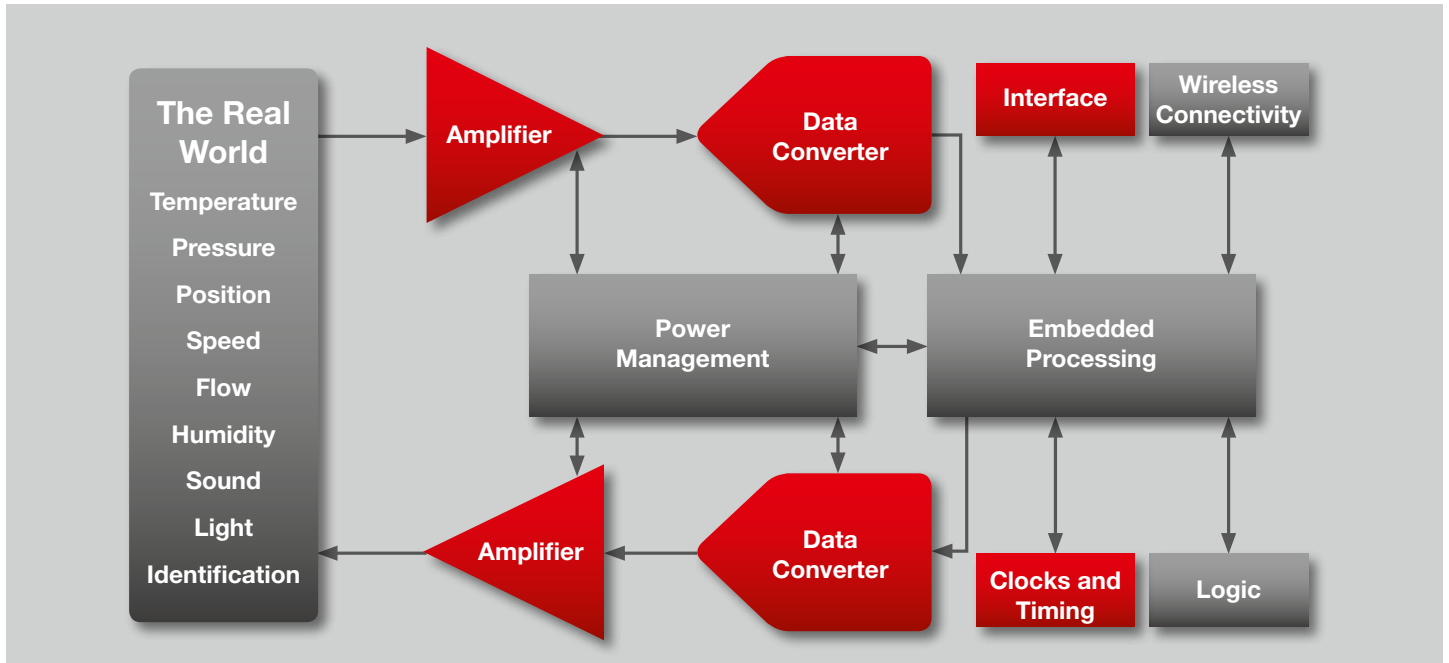 The Real
World
Temperature
Pressure
Position
Speed
Flow
Humidity
Sound
Light
Identification
Amplifier
Data
Converter
Interface
Wireless
Connectivity
Power
Management
Embedded
Processing
Amplifier
Data
Converter
Clocks and
Timing
Logic